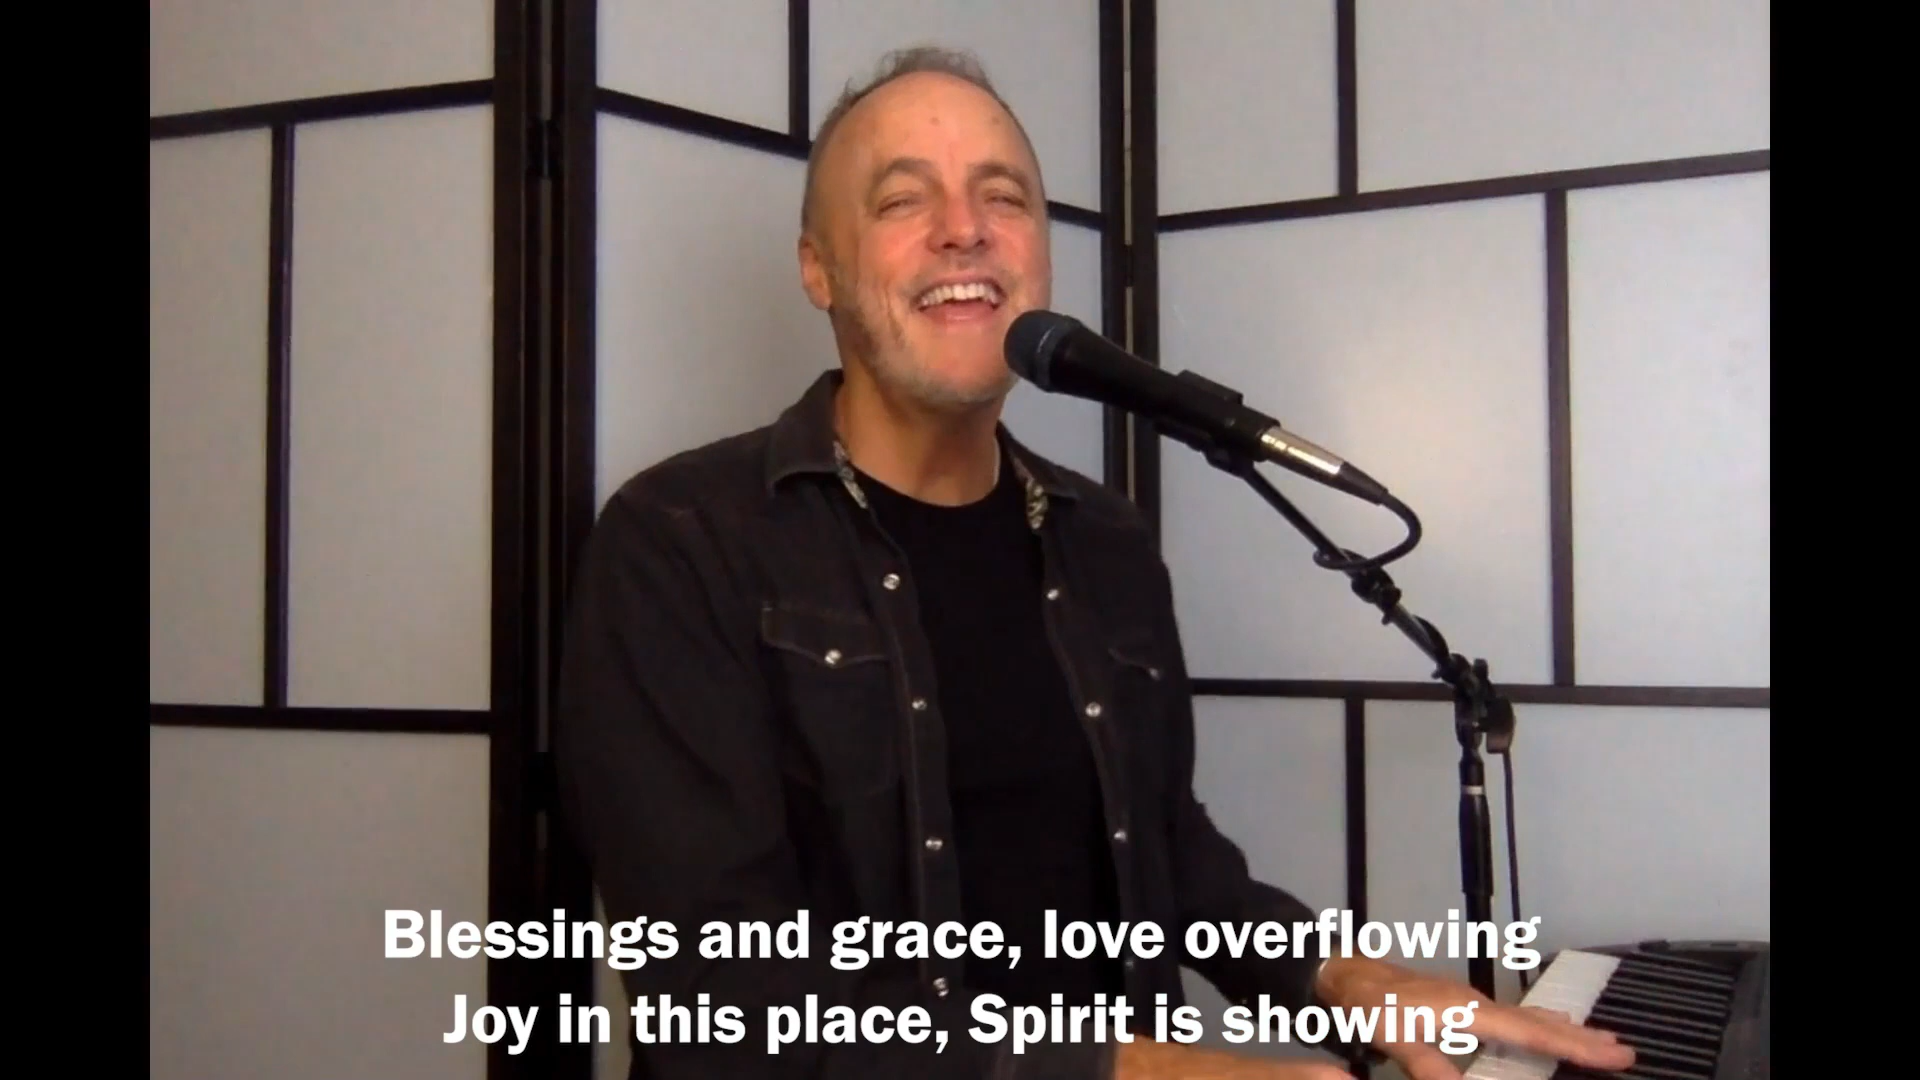 Blessings and grace, love overflowing
Joy in this place, Spirit is showing